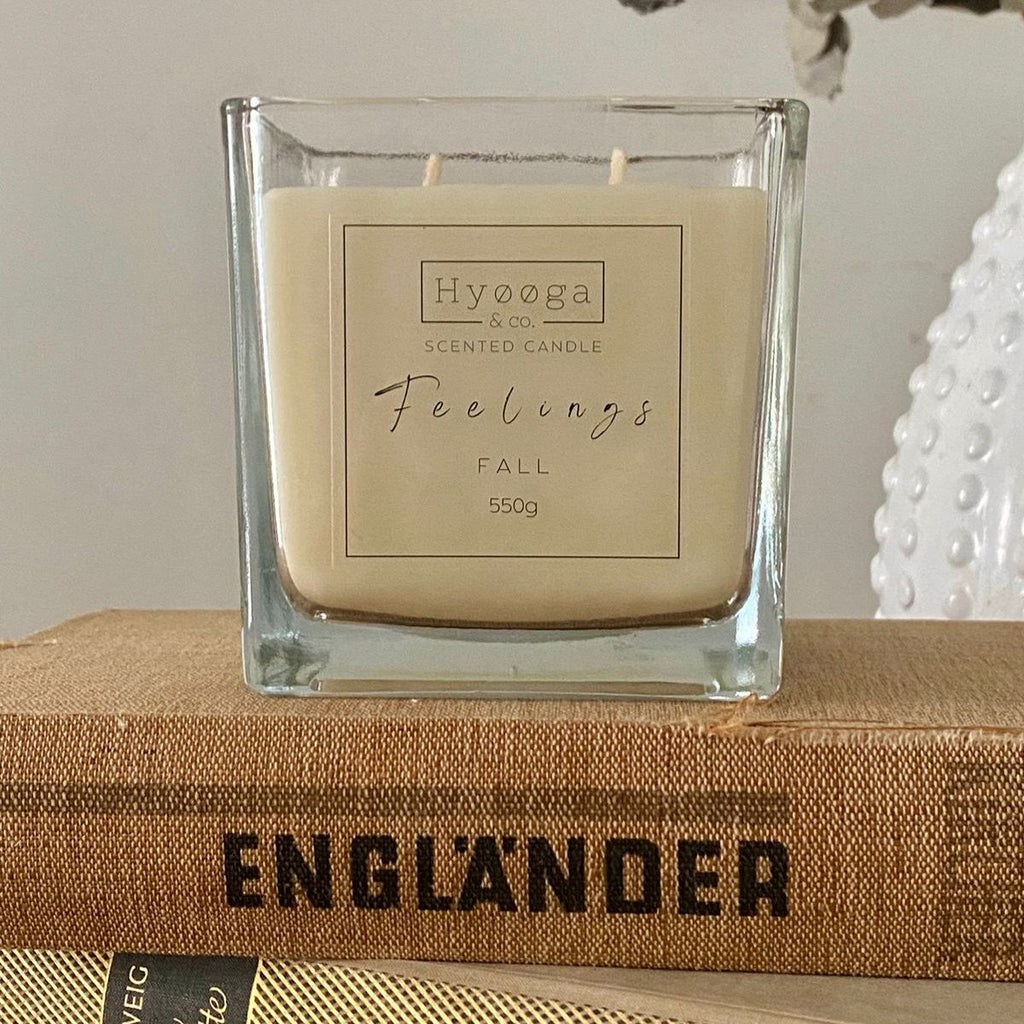 Hyøøga
& co.
SCENTED CANDLE
Feelings
FALL
550g
ENGLÄNDER